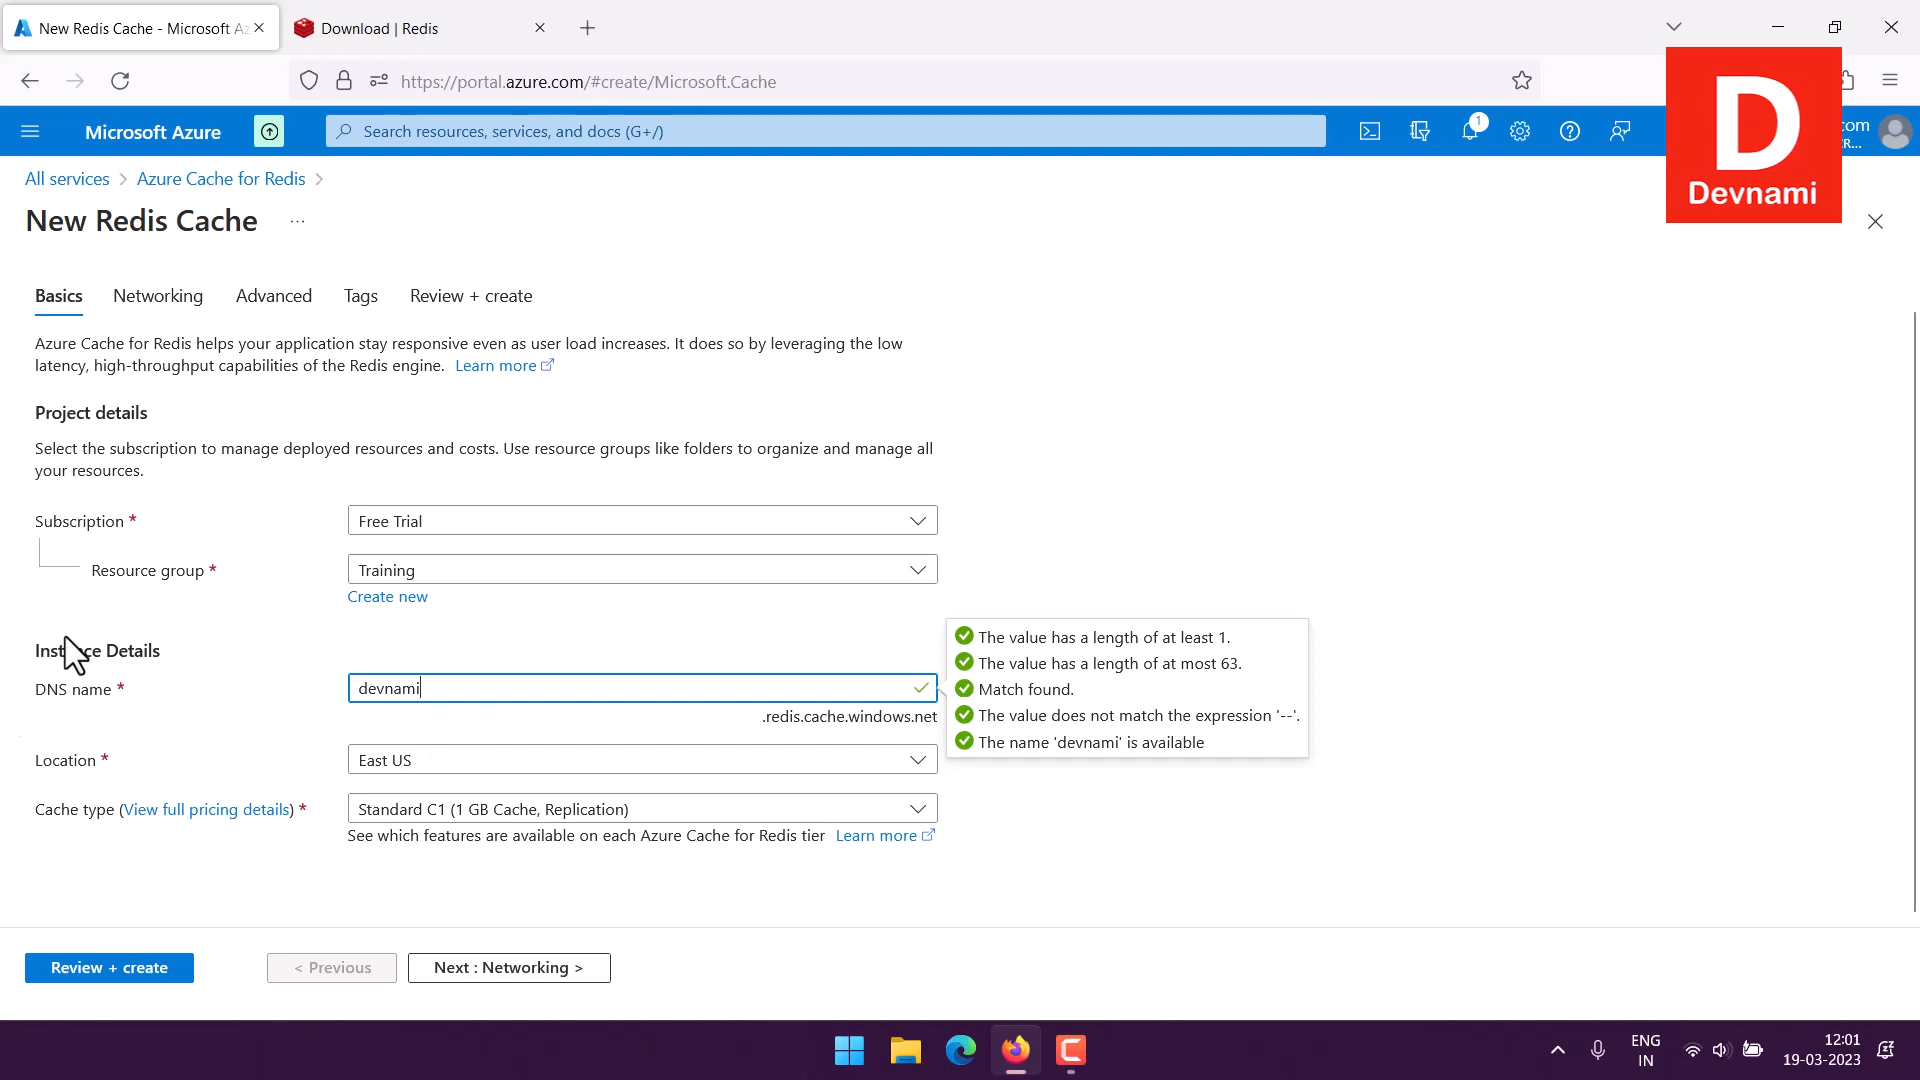 New Redis Cache - Microsoft Az
Download | Redis
https://portal.azure.com/#create/Microsoft.Cache
Microsoft Azure
Search resources, services, and docs (G+/)
1
com
R...
D
Devnami
All services
Azure Cache for Redis
New Redis Cache
...
Basics
Networking
Advanced
Tags
Review + create
Azure Cache for Redis helps your application stay responsive even as user load increases. It does so by leveraging the low
latency, high-throughput capabilities of the Redis engine. Learn more
Project details
Select the subscription to manage deployed resources and costs. Use resource groups like folders to organize and manage all
your resources.
Subscription *
Free Trial
Resource group *
Training
Create new
Instance Details
DNS name *
devnami
.redis.cache.windows.net
The value has a length of at least 1.
The value has a length of at most 63.
Match found.
The value does not match the expression '--'.
The name 'devnami' is available
Location *
East US
Cache type (View full pricing details) *
Standard C1 (1 GB Cache, Replication)
See which features are available on each Azure Cache for Redis tier Learn more
Review + create
< Previous
Next : Networking >
ENG
IN
12:01
19-03-2023